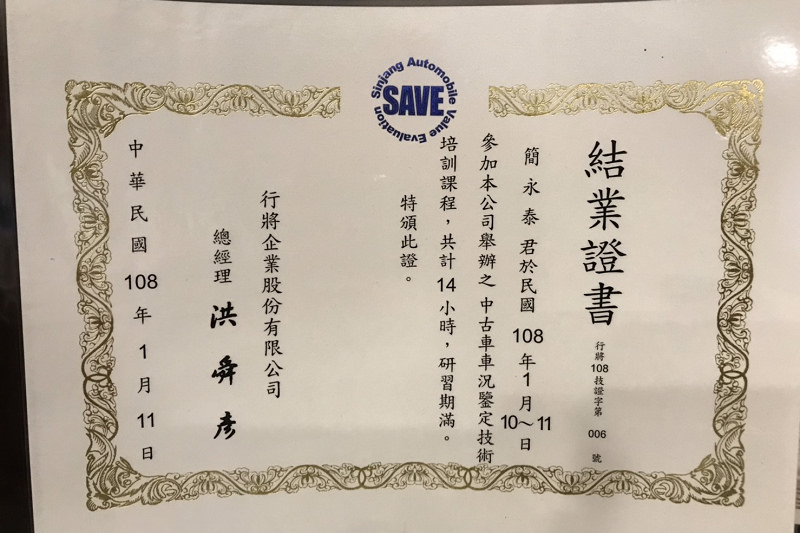 Sinjang Automobile Value Evaluation
SAVE
結業證書
行將108技證字第 006 號
簡永泰 君於民國 108 年 1 月 10～11 日
參加本公司舉辦之 中古車車況鑒定技術
培訓課程，共計 14 小時，研習期滿。
特頒此證。
行將企業股份有限公司
總經理 洪舜彥
中華民國 108 年 1 月 11 日